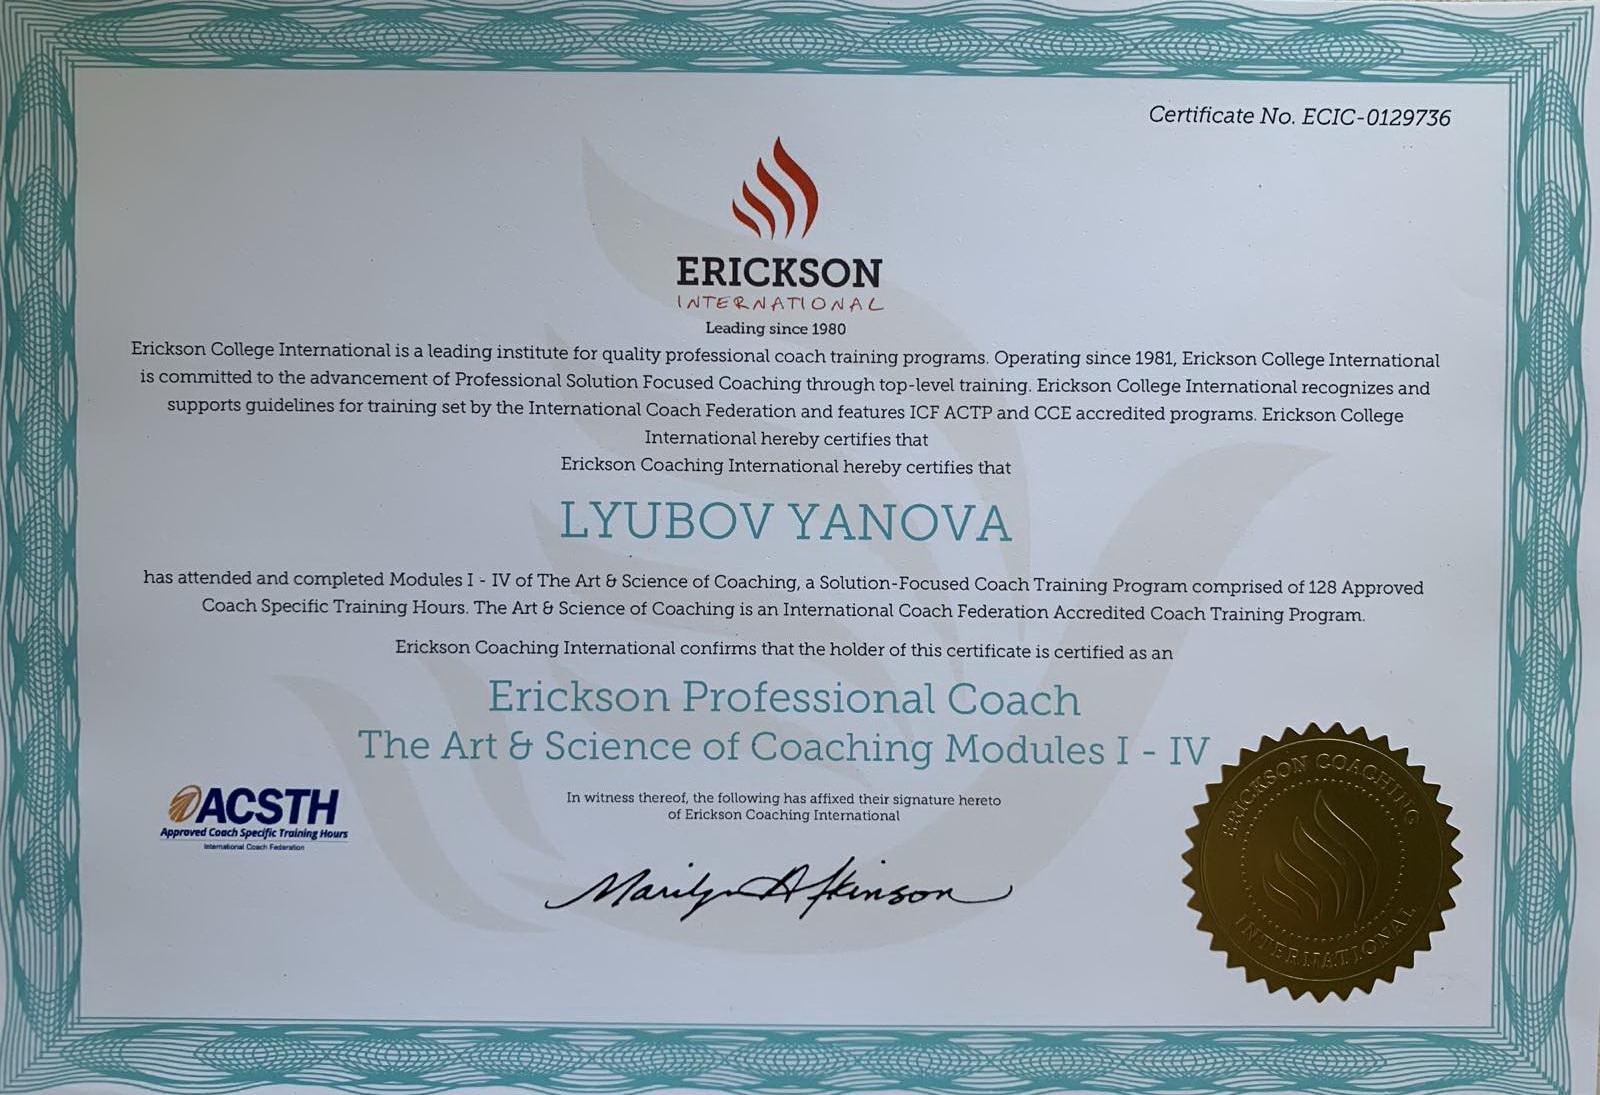 Certificate No. ECIC-0129736
ERICKSON
INTERNATIONAL
Leading since 1980
Erickson College International is a leading institute for quality professional coach training programs. Operating since 1981, Erickson College International
is committed to the advancement of Professional Solution Focused Coaching through top-level training. Erickson College International recognizes and
supports guidelines for training set by the International Coach Federation and features ICF ACTP and CCE accredited programs. Erickson College
International hereby certifies that
Erickson Coaching International hereby certifies that
LYUBOV YANOVA
has attended and completed Modules I - IV of The Art & Science of Coaching, a Solution-Focused Coach Training Program comprised of 128 Approved
Coach Specific Training Hours. The Art & Science of Coaching is an International Coach Federation Accredited Coach Training Program.
Erickson Coaching International confirms that the holder of this certificate is certified as an
Erickson Professional Coach
The Art & Science of Coaching Modules I - IV
ACSTH
Approved Coach Specific Training Hours
International Coach Federation
In witness thereof, the following has affixed their signature hereto
of Erickson Coaching International
Marilyn Atkinson
ERICKSON COACHING
INTERNATIONAL